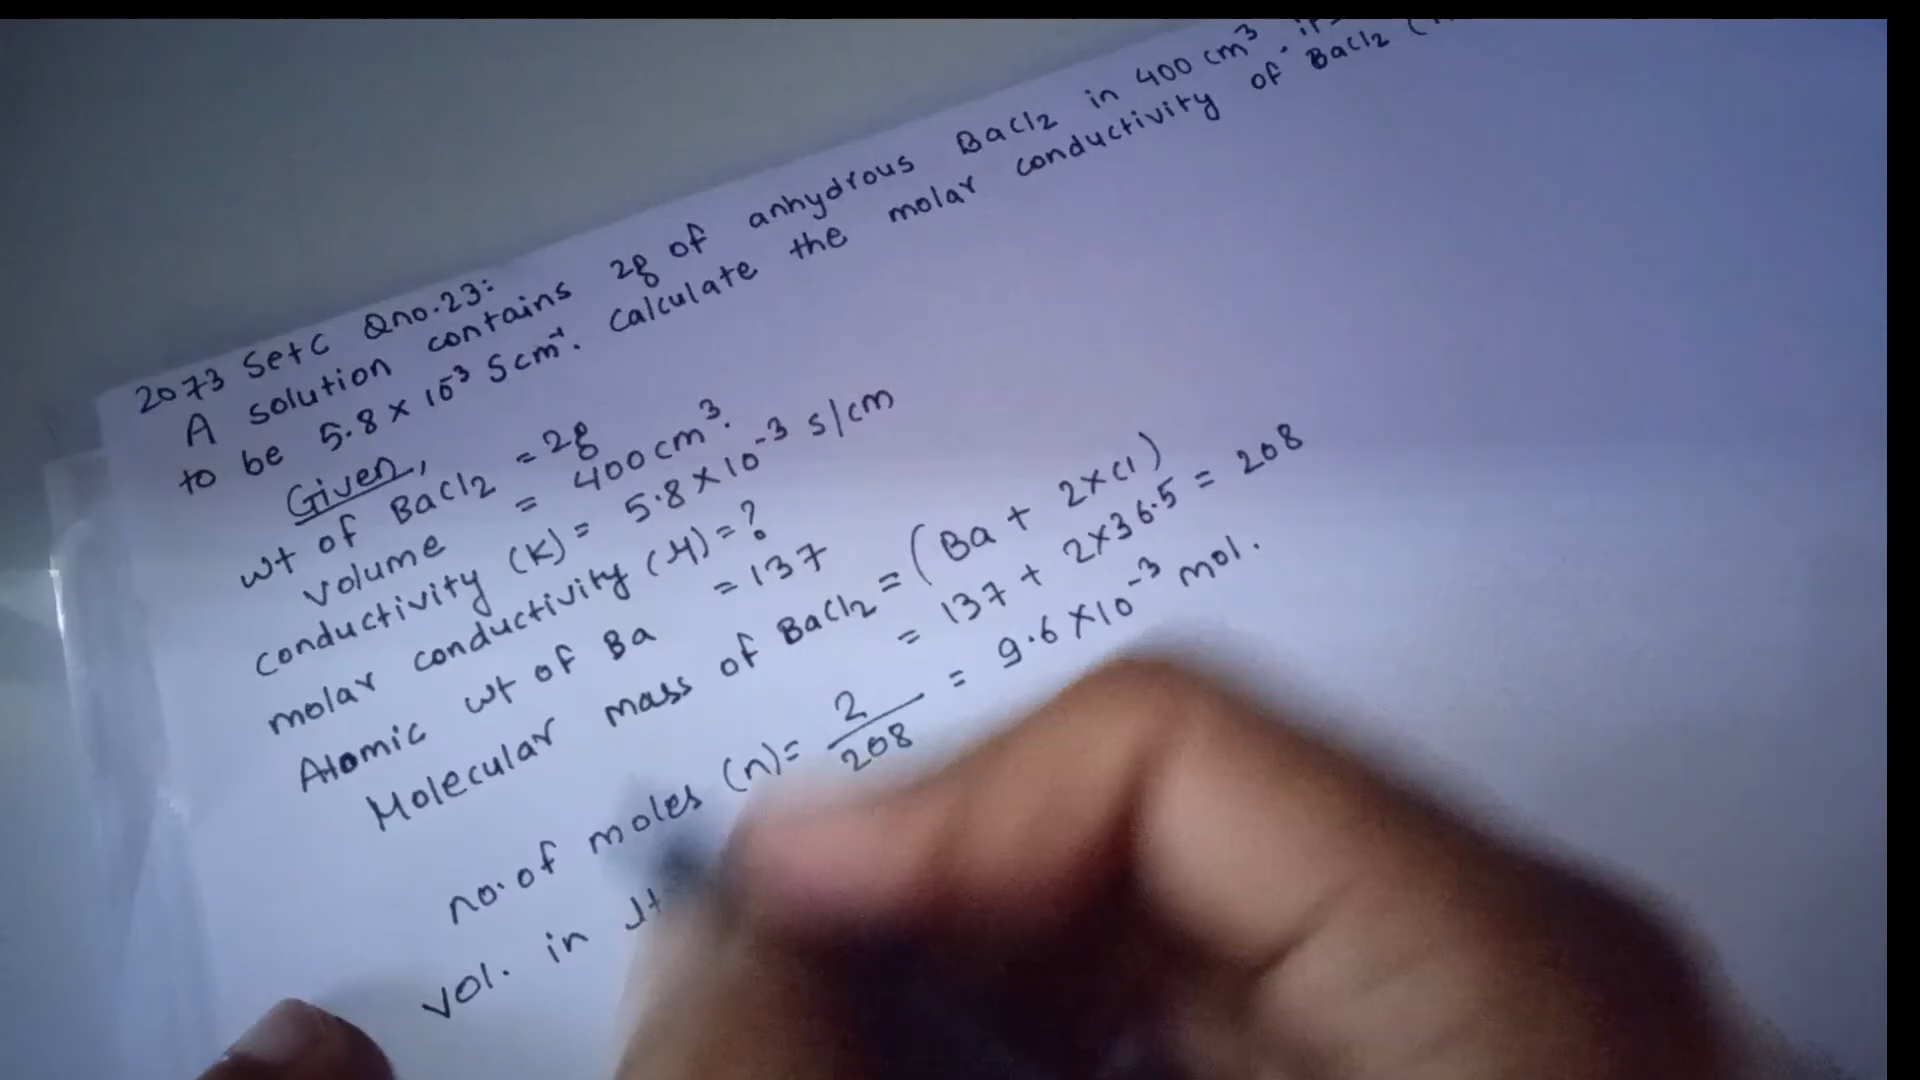 2073 Set C Qno.23:
A solution contains 2g of anhydrous BaCl2 in 400 cm³
to be 5.8 × 10³ S cm⁻¹. calculate the molar conductivity of BaCl2 (
Given,
wt of BaCl2 = 2g
volume = 400 cm³.
conductivity (K) = 5.8 × 10⁻³ s/cm
molar conductivity (M) = ?
Atomic wt of Ba = 137
Molecular mass of BaCl2 = (Ba + 2×Cl)
= 137 + 2×36.5 = 208
no. of moles (n) = 2/208 = 9.6 × 10⁻³ mol.
vol. in lt